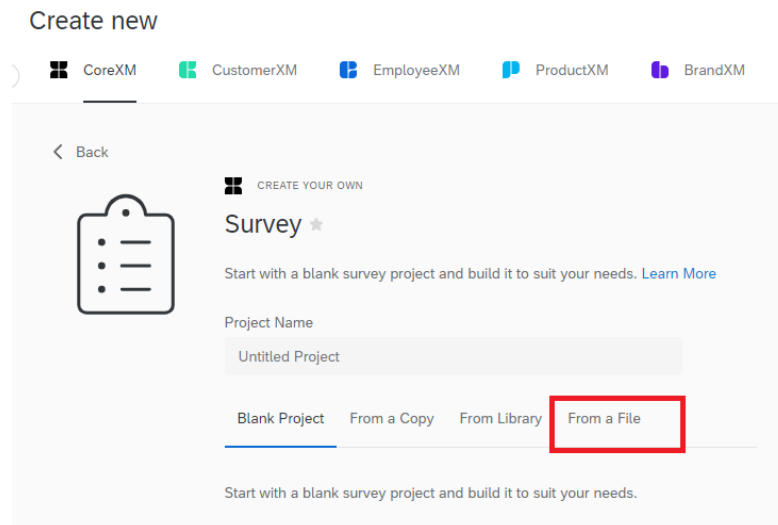 Create new
CoreXM CustomerXM EmployeeXM ProductXM BrandXM
Back
CREATE YOUR OWN
Survey
Start with a blank survey project and build it to suit your needs. Learn More
Project Name
Untitled Project
Blank Project From a Copy From Library From a File
Start with a blank survey project and build it to suit your needs.